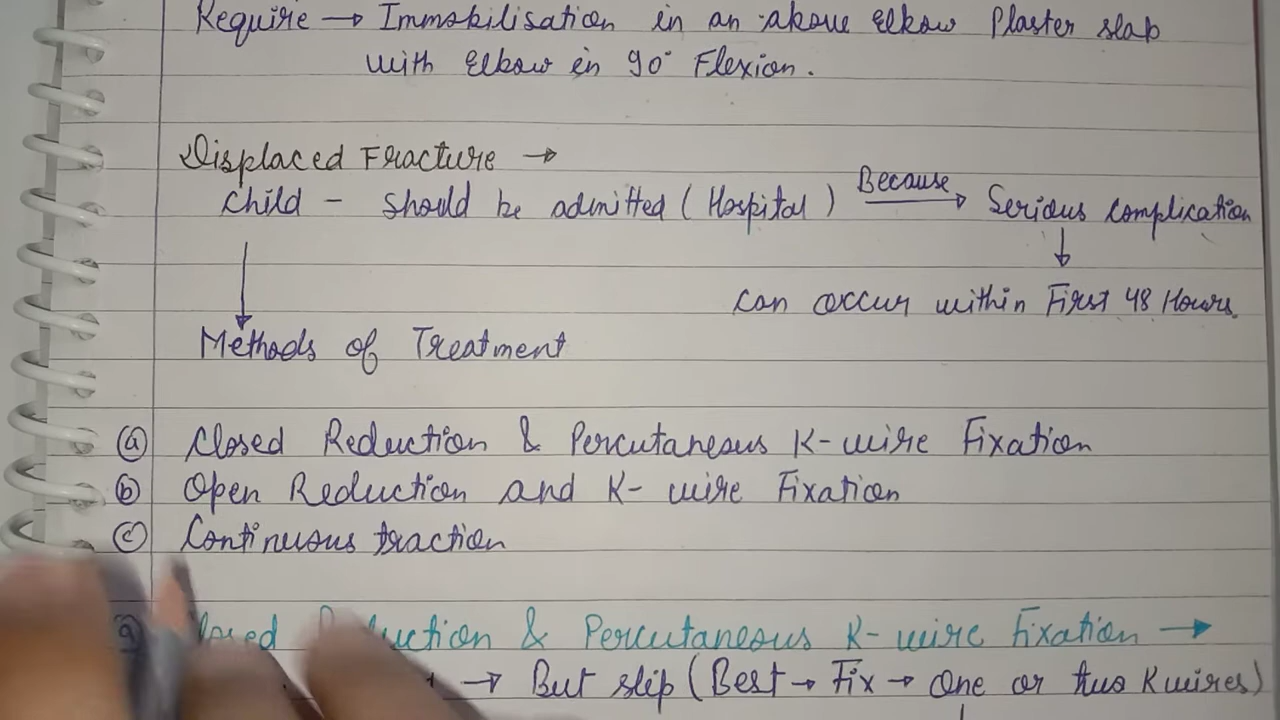 Require → Immobilisation in an above Elbow Plaster slab
with Elbow in 90° Flexion.
Displaced Fracture →
Child - should be admitted (Hospital) Because → Serious complication
↓
can occur within First 48 Hours.
↓
Methods of Treatment
(a) Closed Reduction & Percutaneous K-wire Fixation
(b) Open Reduction and K-wire Fixation
(c) Continuous traction
Reduction & Percutaneous K-wire fixation →
→ But slip (Best → Fix → One or two K wires)